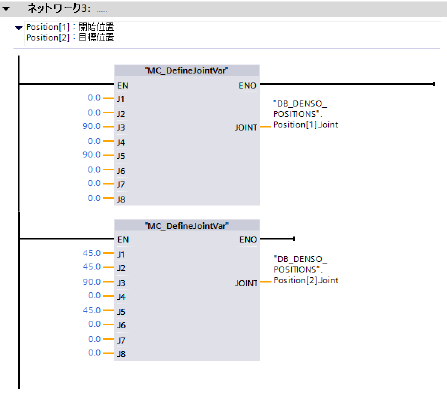 ネットワーク3: .....
Position[1]：開始位置
Position[2]：目標位置
"MC_DefineJointVar"
EN ENO
0.0 J1
0.0 J2
90.0 J3
0.0 J4
90.0 J5
0.0 J6
0.0 J7
0.0 J8
JOINT
"DB_DENSO_
POSITIONS".
Position[1].Joint
"MC_DefineJointVar"
EN ENO
45.0 J1
45.0 J2
90.0 J3
0.0 J4
45.0 J5
0.0 J6
0.0 J7
0.0 J8
JOINT
"DB_DENSO_
POSITIONS".
Position[2].Joint